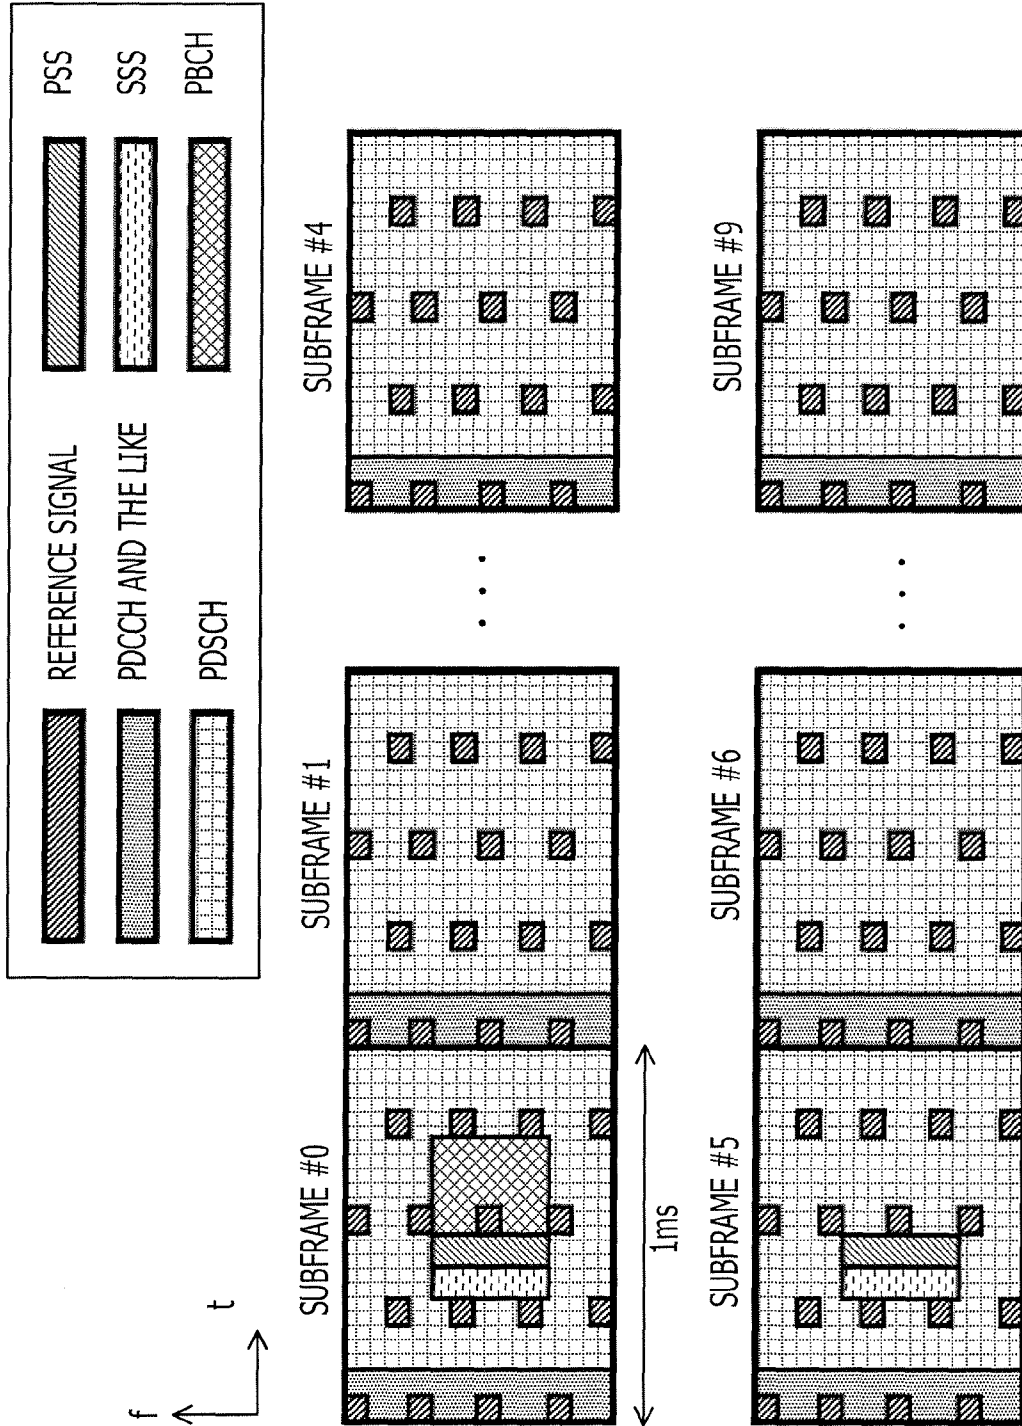 REFERENCE SIGNAL
PSS
PDCCH AND THE LIKE
SSS
PDSCH
PBCH
f
t
SUBFRAME #0
SUBFRAME #1
SUBFRAME #4
. . .
1ms
SUBFRAME #5
SUBFRAME #6
SUBFRAME #9
. . .